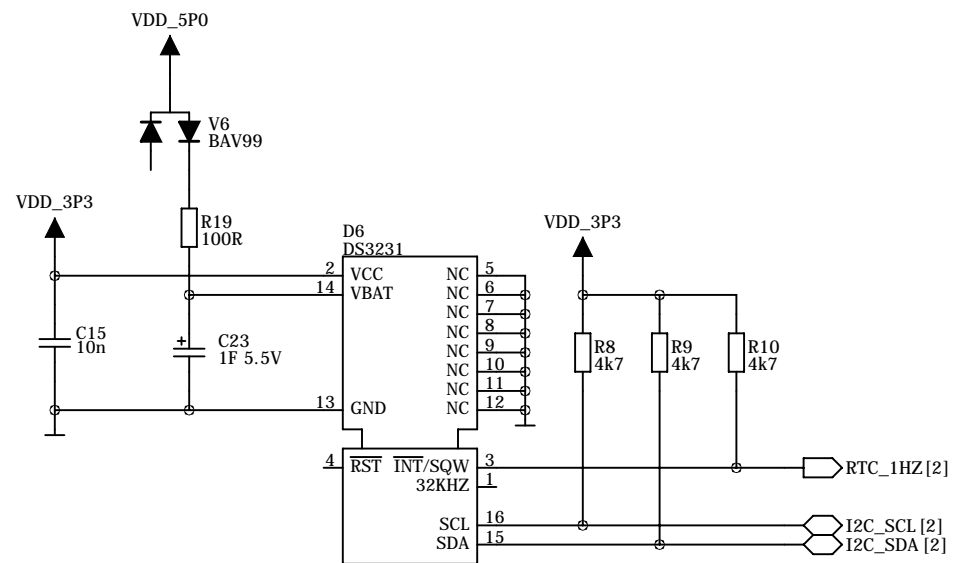 VDD_5P0
V6
BAV99
VDD_3P3
R19
100R
D6
DS3231
VDD_3P3
2 VCC NC 5
14 VBAT NC 6
NC 7
NC 8
NC 9
NC 10
NC 11
13 GND NC 12
C15
10n
+ C23
1F 5.5V
R8
4k7
R9
4k7
R10
4k7
4 RST INT/SQW 3
32KHZ 1
SCL 16
SDA 15
RTC_1HZ [2]
I2C_SCL [2]
I2C_SDA [2]